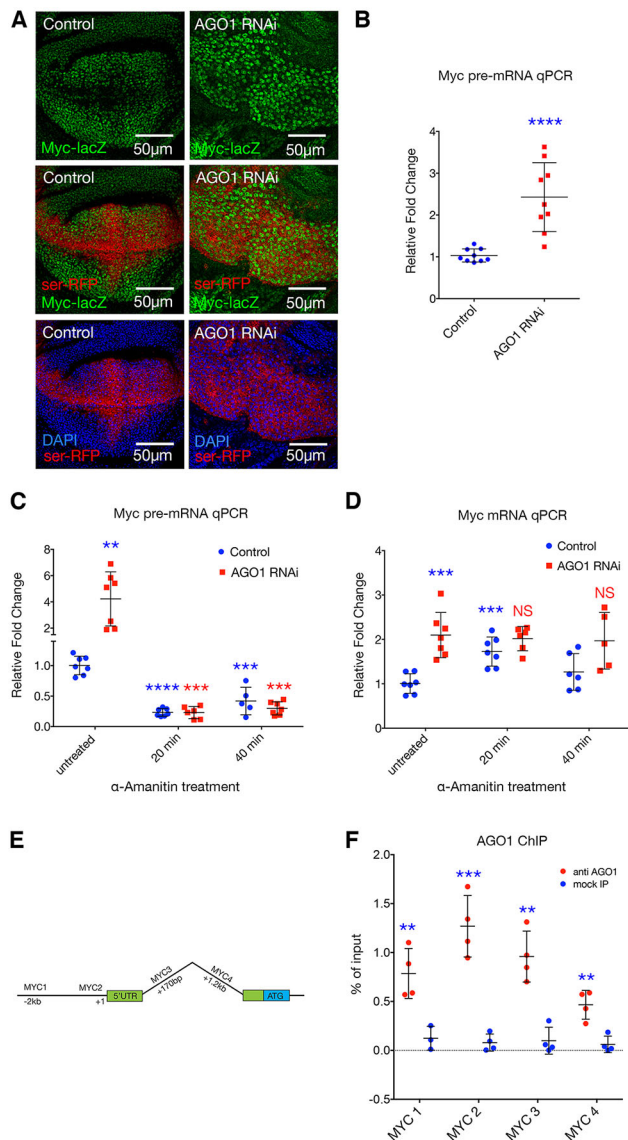 A
Control
AGO1 RNAi
Myc-lacZ
50µm
Myc-lacZ
50µm
Control
AGO1 RNAi
ser-RFP
Myc-lacZ
50µm
ser-RFP
Myc-lacZ
50µm
Control
AGO1 RNAi
DAPI
ser-RFP
50µm
DAPI
ser-RFP
50µm
B
Myc pre-mRNA qPCR
****
Relative Fold Change
4
3
2
1
0
Control
AGO1 RNAi
C
Myc pre-mRNA qPCR
Relative Fold Change
8
6
4
2
1.0
0.5
0.0
**
****
***
***
***
Control
AGO1 RNAi
untreated
20 min
40 min
α-Amanitin treatment
D
Myc mRNA qPCR
Relative Fold Change
4
3
2
1
0
***
***
NS
NS
Control
AGO1 RNAi
untreated
20 min
40 min
α-Amanitin treatment
E
MYC1
-2kb
MYC2
+1
5'UTR
MYC3
+170bp
MYC4
+1.2kb
ATG
F
AGO1 ChIP
% of input
2.0
1.5
1.0
0.5
0.0
-0.5
**
***
**
**
anti AGO1
mock IP
MYC 1
MYC 2
MYC 3
MYC 4